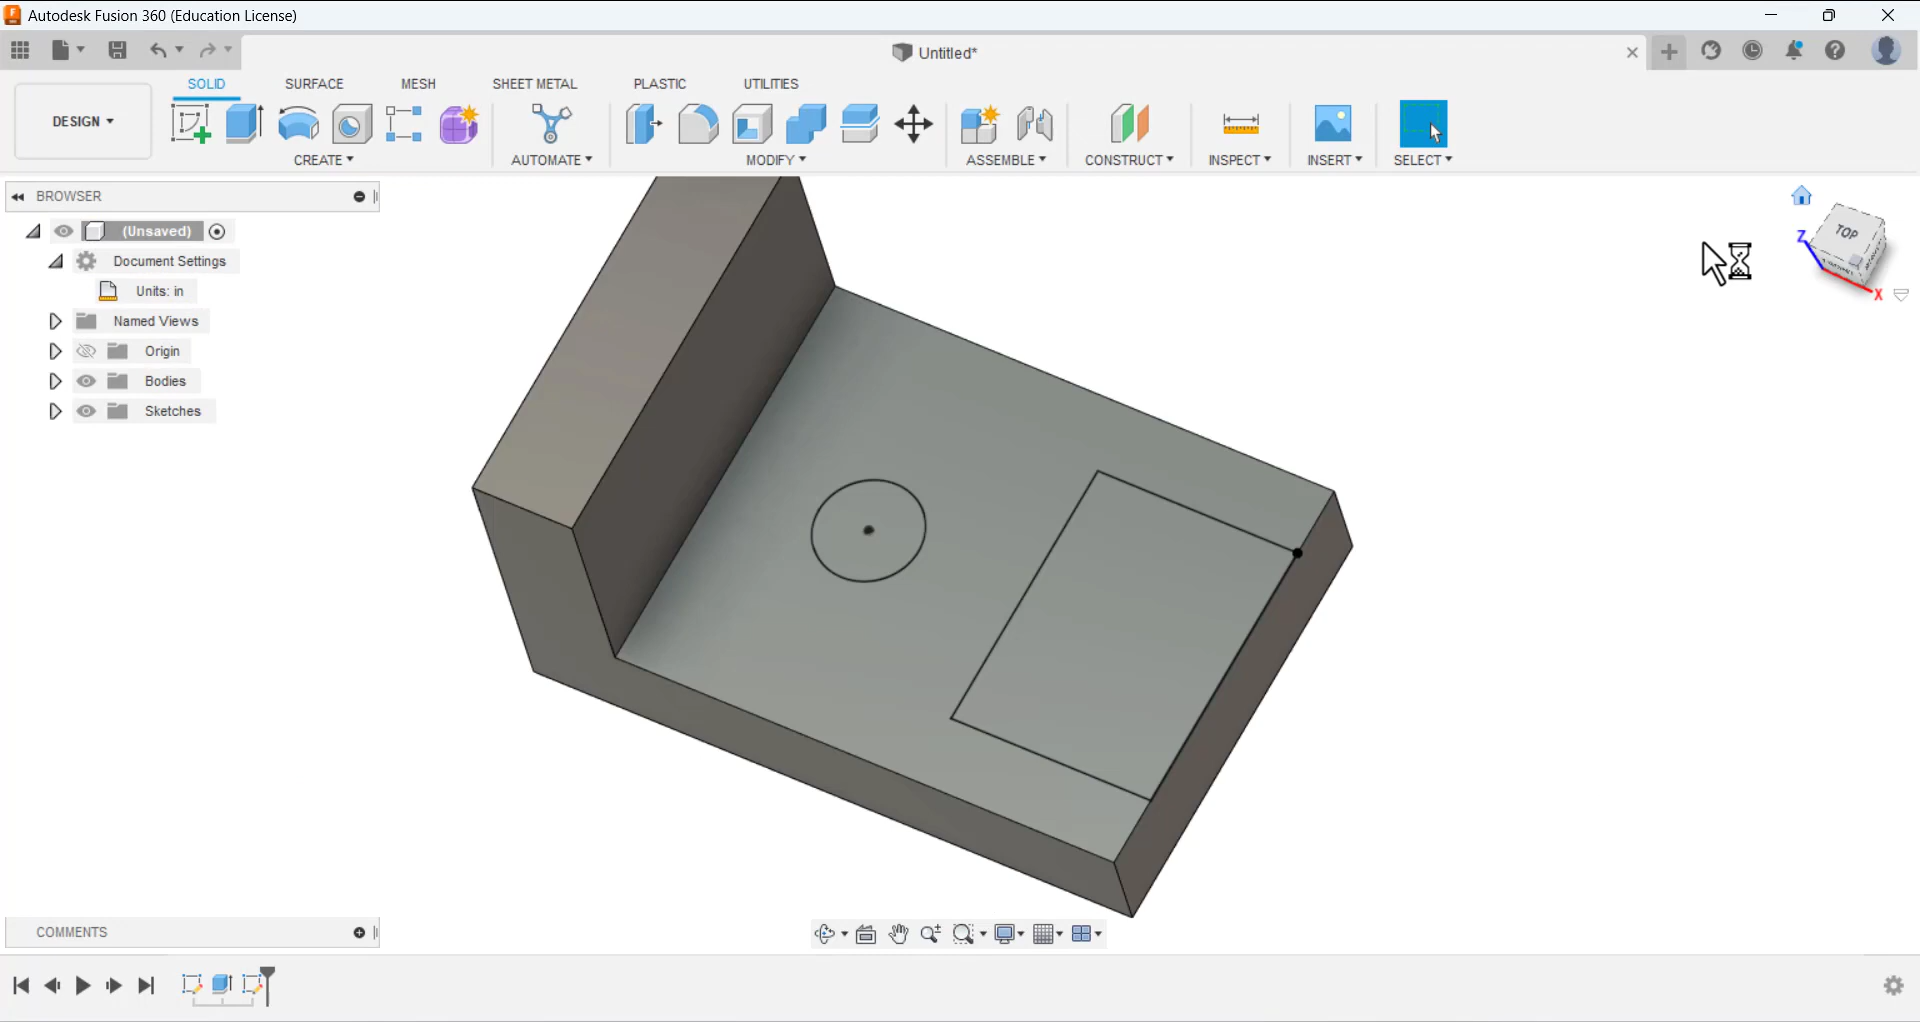 Autodesk Fusion 360 (Education License)
Untitled*
SOLID SURFACE MESH SHEET METAL PLASTIC UTILITIES
DESIGN
CREATE AUTOMATE MODIFY ASSEMBLE CONSTRUCT INSPECT INSERT SELECT
BROWSER
(Unsaved)
Document Settings
Units: in
Named Views
Origin
Bodies
Sketches
TOP
Z
X
COMMENTS